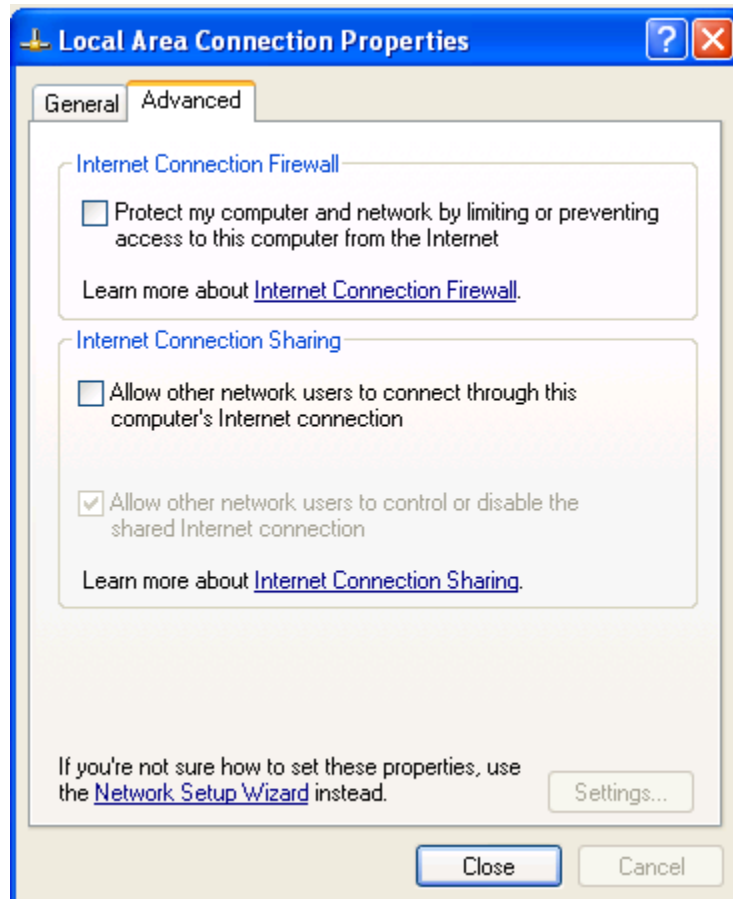 Local Area Connection Properties
General Advanced
Internet Connection Firewall
Protect my computer and network by limiting or preventing
access to this computer from the Internet
Learn more about Internet Connection Firewall.
Internet Connection Sharing
Allow other network users to connect through this
computer's Internet connection
Allow other network users to control or disable the
shared Internet connection
Learn more about Internet Connection Sharing.
If you're not sure how to set these properties, use
the Network Setup Wizard instead.
Settings...
Close Cancel